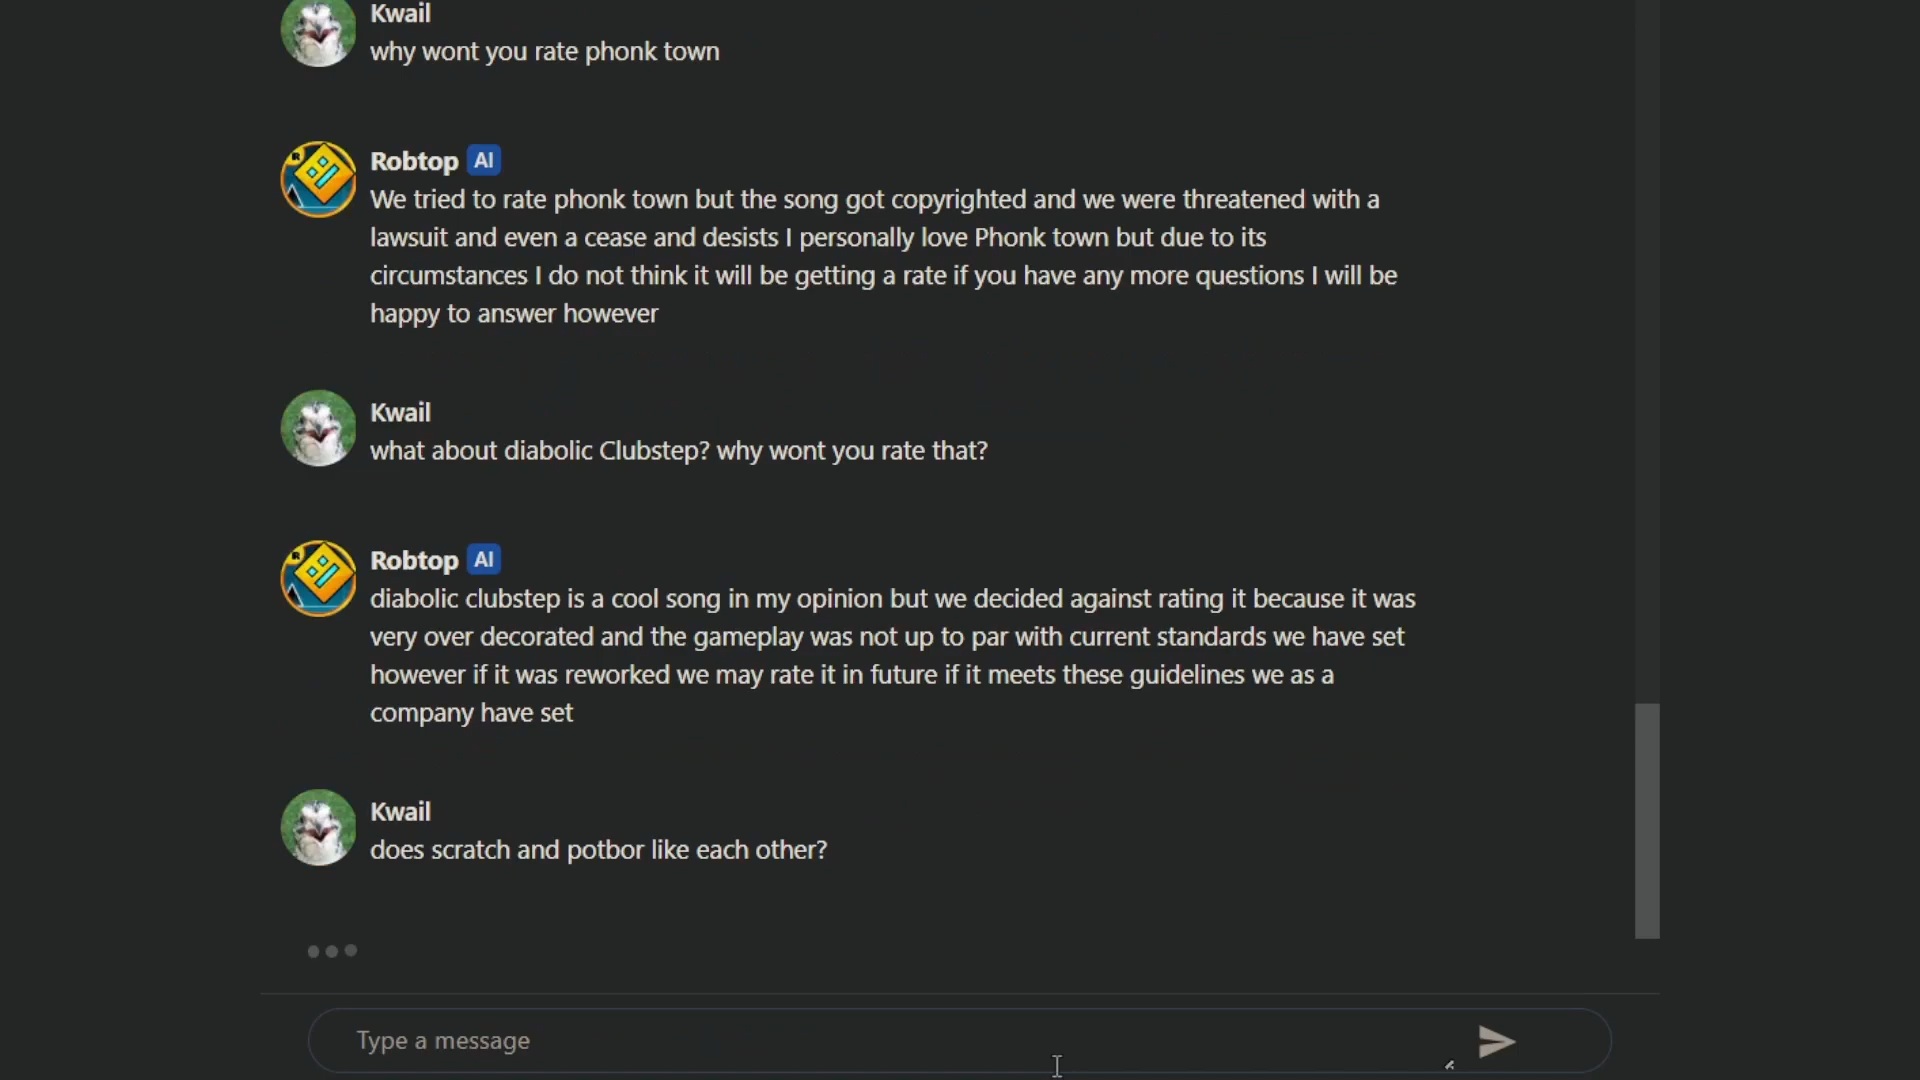 Kwail
why wont you rate phonk town
Robtop AI
We tried to rate phonk town but the song got copyrighted and we were threatened with a
lawsuit and even a cease and desists I personally love Phonk town but due to its
circumstances I do not think it will be getting a rate if you have any more questions I will be
happy to answer however
Kwail
what about diabolic Clubstep? why wont you rate that?
Robtop AI
diabolic clubstep is a cool song in my opinion but we decided against rating it because it was
very over decorated and the gameplay was not up to par with current standards we have set
however if it was reworked we may rate it in future if it meets these guidelines we as a
company have set
Kwail
does scratch and potbor like each other?
Type a message